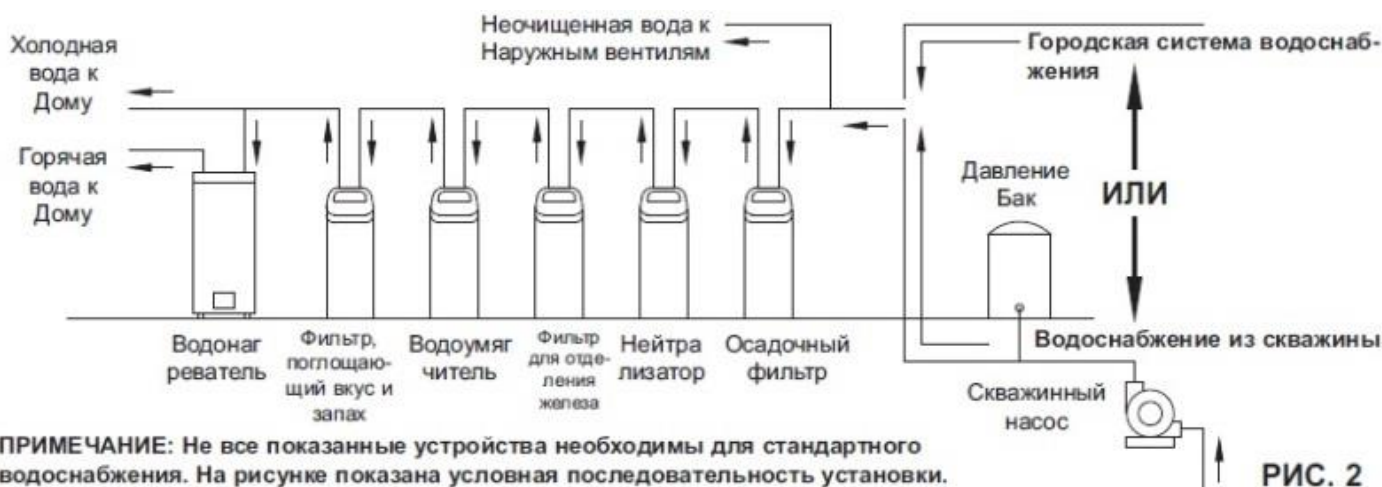 Неочищенная вода к
Наружным вентилям
Городская система водоснаб-
жения
Холодная
вода к
Дому
Горячая
вода к
Дому
Давление
Бак
ИЛИ
Водонаг
реватель
Фильтр,
поглощаю-
щий вкус и
запах
Водоумяг
читель
Фильтр
для отде-
ления
железа
Нейтра
лизатор
Осадочный
фильтр
Водоснабжение из скважины
Скважинный
насос
ПРИМЕЧАНИЕ: Не все показанные устройства необходимы для стандартного
водоснабжения. На рисунке показана условная последовательность установки.
РИС. 2